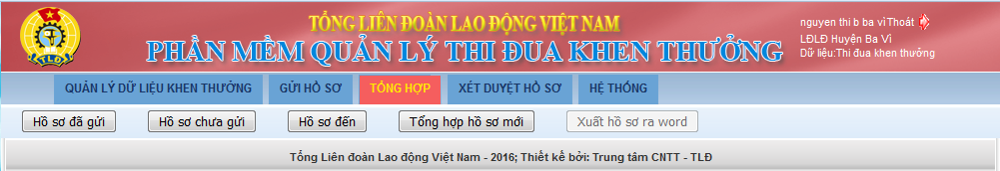 TỔNG LIÊN ĐOÀN LAO ĐỘNG VIỆT NAM
PHẦN MỀM QUẢN LÝ THI ĐUA KHEN THƯỞNG
nguyen thi b ba vìThoát
LĐLĐ Huyện Ba Vì
Dữ liệu:Thi đua khen thưởng
TLĐ
QUẢN LÝ DỮ LIỆU KHEN THƯỞNG GỬI HỒ SƠ TỔNG HỢP XÉT DUYỆT HỒ SƠ HỆ THỐNG
Hồ sơ đã gửi Hồ sơ chưa gửi Hồ sơ đến Tổng hợp hồ sơ mới Xuất hồ sơ ra word
Tổng Liên đoàn Lao động Việt Nam - 2016; Thiết kế bởi: Trung tâm CNTT - TLĐ